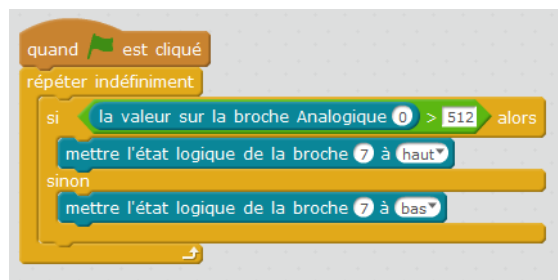 quand est cliqué
répéter indéfiniment
si la valeur sur la broche Analogique 0 > 512 alors
mettre l'état logique de la broche 7 à haut
sinon
mettre l'état logique de la broche 7 à bas